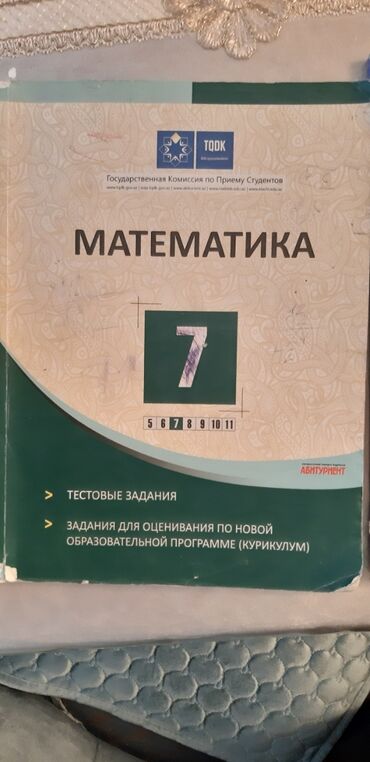 TQDK
Государственная Комиссия по Приему Студентов
МАТЕМАТИКА
7
5 6 7 8 9 10 11
АБИТУРИЕНТ
> ТЕСТОВЫЕ ЗАДАНИЯ
> ЗАДАНИЯ ДЛЯ ОЦЕНИВАНИЯ ПО НОВОЙ
ОБРАЗОВАТЕЛЬНОЙ ПРОГРАММЕ (КУРИКУЛУМ)